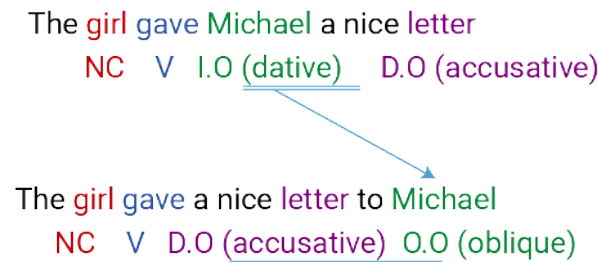 The girl gave Michael a nice letter
NC V I.O (dative) D.O (accusative)
The girl gave a nice letter to Michael
NC V D.O (accusative) O.O (oblique)